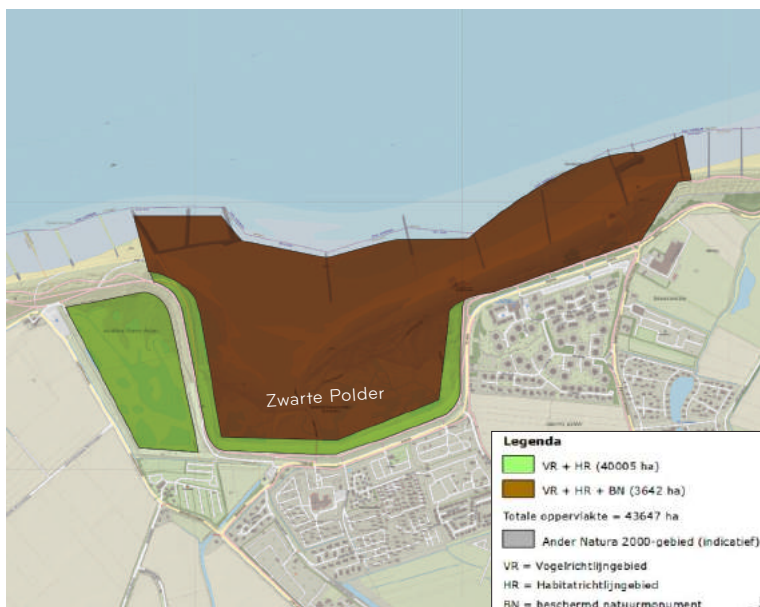 Zwarte Polder
Legenda
VR + HR (40005 ha)
VR + HR + BN (3642 ha)
Totale oppervlakte = 43647 ha
Ander Natura 2000-gebied (indicatief)
VR = Vogelrichtlijngebied
HR = Habitatrichtlijngebied
BN = beschermd natuurmonument